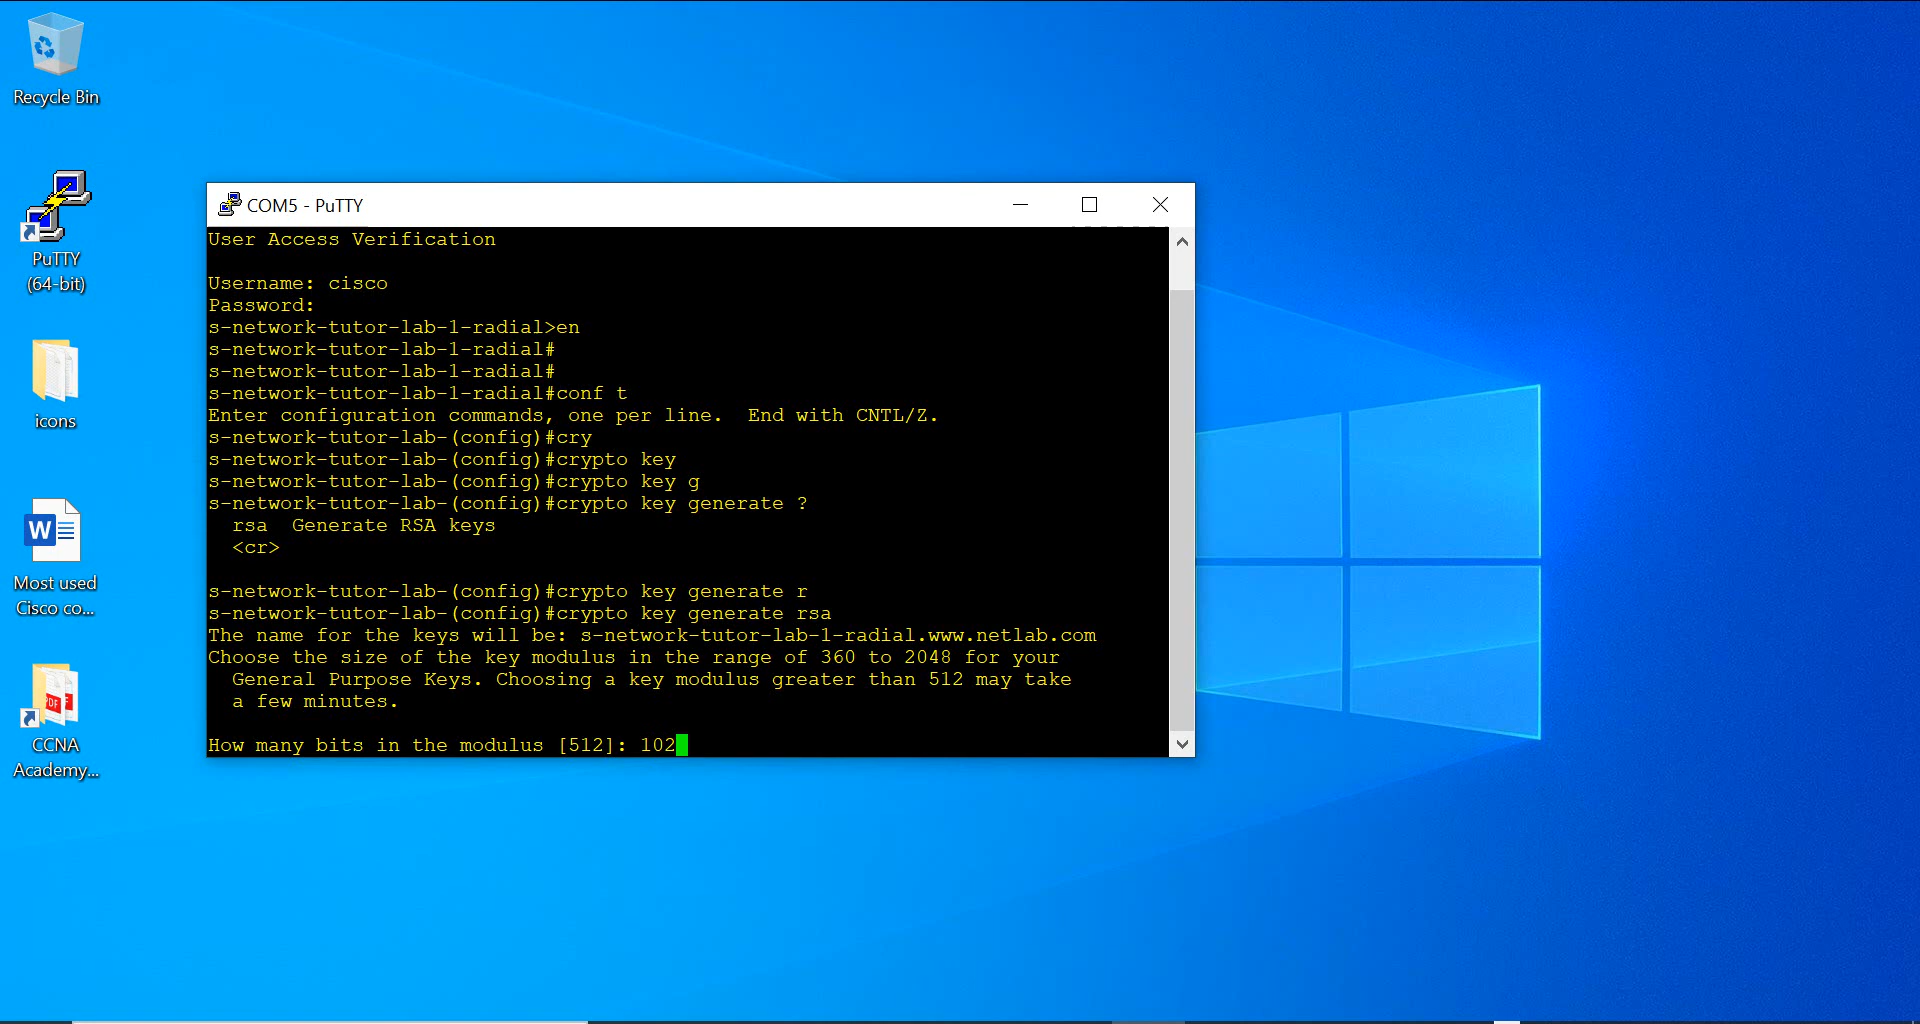 Recycle Bin
PuTTY
(64-bit)
icons
Most used
Cisco co...
CCNA
Academy...
COM5 - PuTTY
User Access Verification
Username: cisco
Password:
s-network-tutor-lab-1-radial>en
s-network-tutor-lab-1-radial#
s-network-tutor-lab-1-radial#
s-network-tutor-lab-1-radial#conf t
Enter configuration commands, one per line.  End with CNTL/Z.
s-network-tutor-lab-(config)#cry
s-network-tutor-lab-(config)#crypto key
s-network-tutor-lab-(config)#crypto key g
s-network-tutor-lab-(config)#crypto key generate ?
  rsa  Generate RSA keys
  <cr>
s-network-tutor-lab-(config)#crypto key generate r
s-network-tutor-lab-(config)#crypto key generate rsa
The name for the keys will be: s-network-tutor-lab-1-radial.www.netlab.com
Choose the size of the key modulus in the range of 360 to 2048 for your
  General Purpose Keys. Choosing a key modulus greater than 512 may take
  a few minutes.
How many bits in the modulus [512]: 102
W
PDF